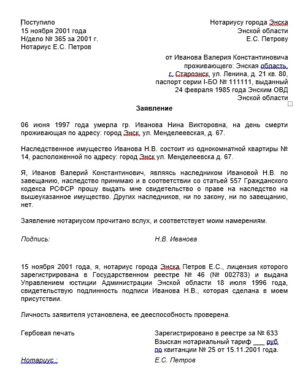 Поступило
15 ноября 2001 года
Н/дело № 365 за 2001 г.
Нотариус Е.С. Петров
Нотариусу города Энска
Энской области
Е.С. Петрову
от Иванова Валерия Константиновича
проживающего: Энская область,
г. Староэнск, ул. Ленина, д. 21 кв. 80,
паспорт серии I-БО № 111111, выданный
24 февраля 1985 года Энским ОВД
Энской области
Заявление
06 июня 1997 года умерла гр. Иванова Нина Викторовна, на день смерти
проживающая по адресу: город Энск, ул. Менделеевская, д. 67.
Наследственное имущество Иванова Н.В. состоит из однокомнатной квартиры №
14, расположенной по адресу: город Энск ул. Менделеевска д. 67.
Я, Иванов Валерий Константинович, являясь наследником Ивановой Н.В. по
завещанию, наследство принимаю и в соответствии со статьей 557 Гражданского
кодекса РСФСР прошу выдать мне свидетельство о праве на наследство на
вышеуказанное имущество. Других наследников, ни по закону, ни по завещанию,
нет.
Заявление нотариусом прочитано вслух, и соответствует моим намерениям.
Подпись: Н.В. Иванова
15 ноября 2001 года, я, нотариус города Энска Петров Е.С., лицензия которого
зарегистрирована в Государственном реестре № 46 (№ 002783) и выдана
Управлением юстиции Администрации Энской области 18 июля 1996 года,
свидетельствую подлинность подписи Иванова Н.В., которая сделана в моем
присутствии.
Личность заявителя установлена, ее дееспособность проверена.
Гербовая печать
Зарегистрировано в реестре за № 633
Взыскан нотариальный тариф ___ руб.
по квитанции № 25 от 15.11.2001 года.
Нотариус : Е.С. Петров